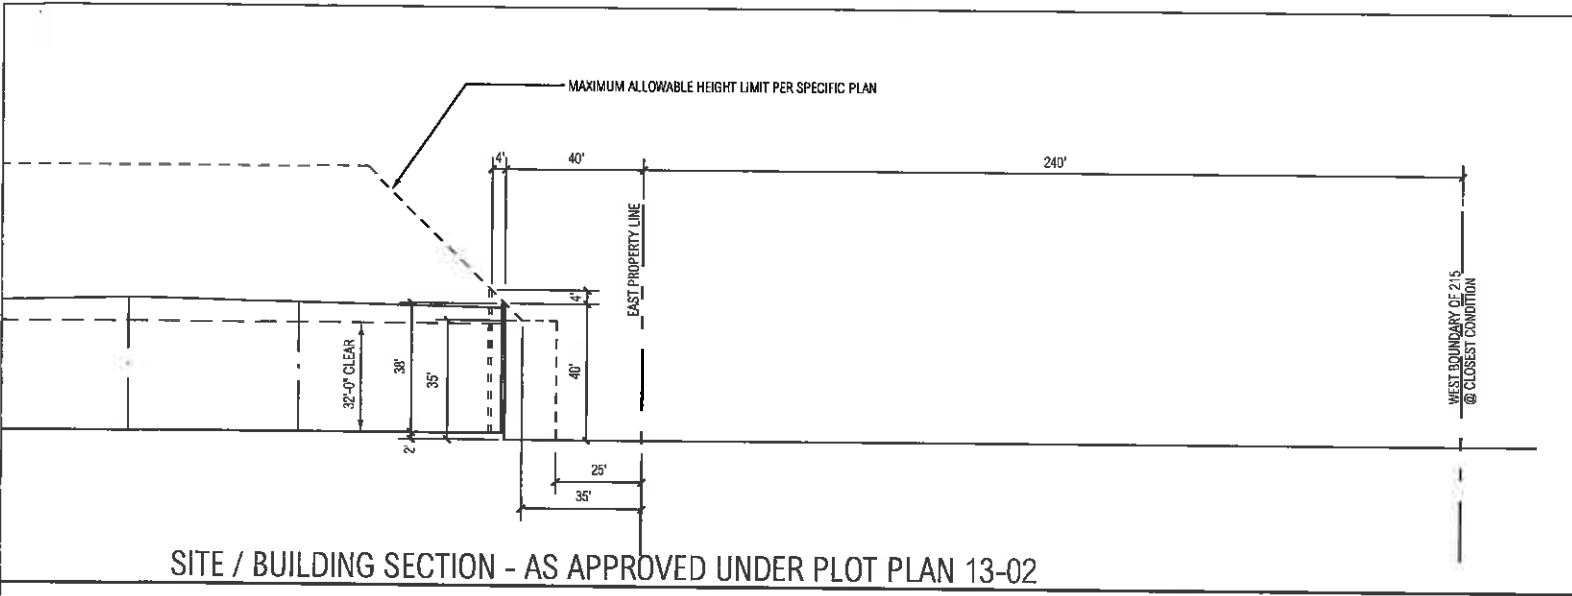 MAXIMUM ALLOWABLE HEIGHT LIMIT PER SPECIFIC PLAN
4'
40'
240'
EAST PROPERTY LINE
4'
WEST BOUNDARY OF 215
@ CLOSEST CONDITION
32'-0" CLEAR
38'
35'
40'
2'
25'
35'
SITE / BUILDING SECTION - AS APPROVED UNDER PLOT PLAN 13-02